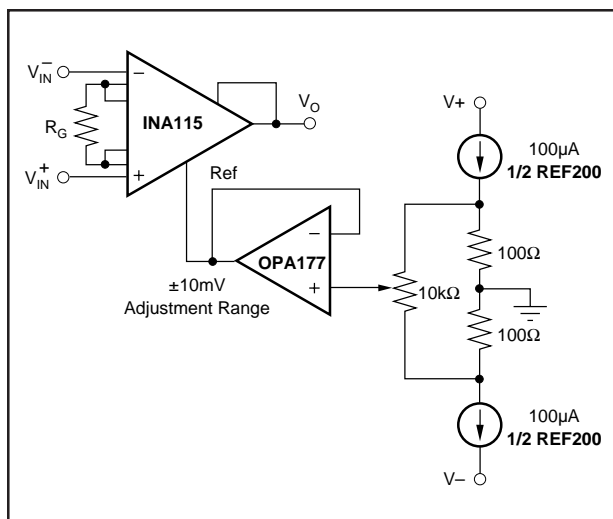 V−IN
−
INA115
VO
RG
V+IN
+
Ref
V+
100µA
1/2 REF200
−
OPA177
+
±10mV
Adjustment Range
10kΩ
100Ω
100Ω
100µA
1/2 REF200
V–